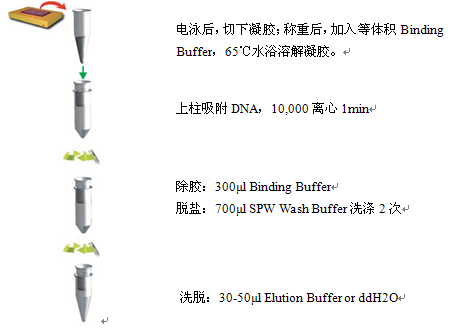 电泳后，切下凝胶；称重后，加入等体积 Binding
Buffer，65℃水浴溶解凝胶。↵
上柱吸附 DNA，10,000 离心 1min↵
除胶：300μl Binding Buffer↵
脱盐：700μl SPW Wash Buffer 洗涤 2 次↵
洗脱：30-50μl Elution Buffer or ddH2O↵
↵